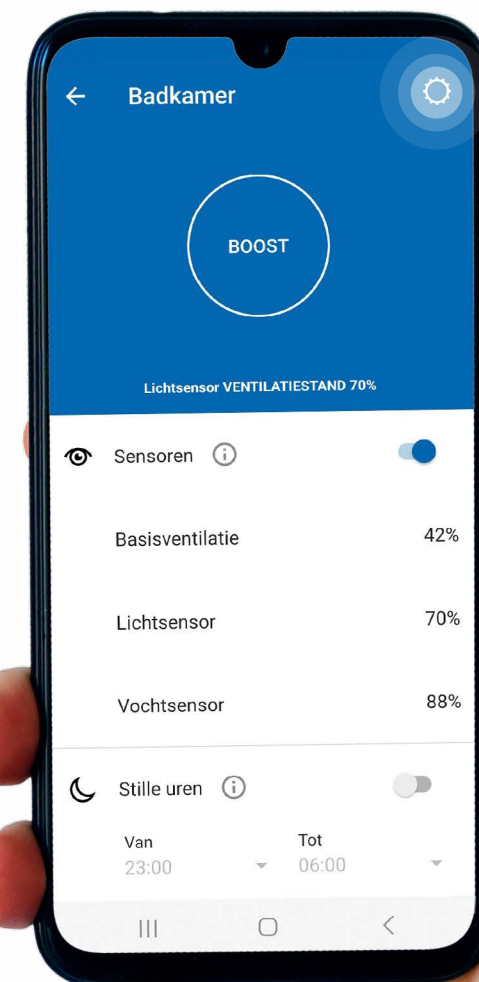 Badkamer
BOOST
Lichtsensor VENTILATIESTAND 70%
Sensoren
Basisventilatie 42%
Lichtsensor 70%
Vochtsensor 88%
Stille uren
Van Tot
23:00 06:00